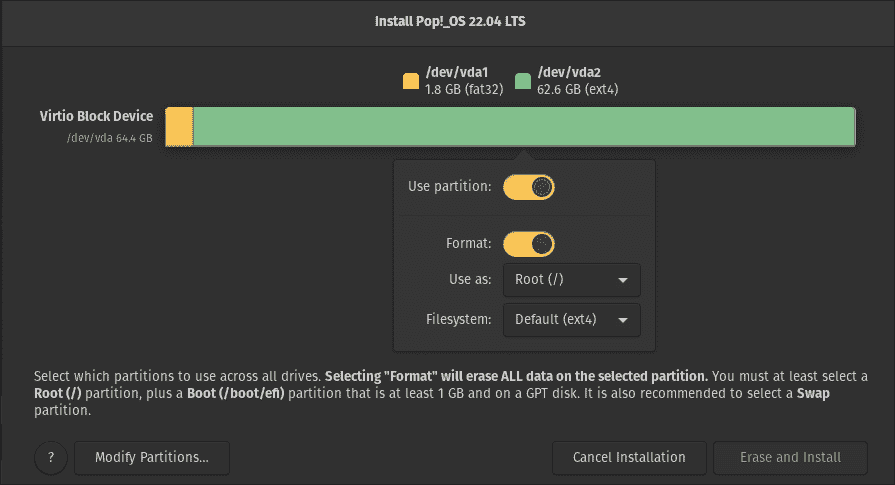 Install Pop!_OS 22.04 LTS
/dev/vda1
1.8 GB (fat32)
/dev/vda2
62.6 GB (ext4)
Virtio Block Device
/dev/vda 64.4 GB
Use partition:
Format:
Use as: Root (/)
Filesystem: Default (ext4)
Select which partitions to use across all drives. Selecting "Format" will erase ALL data on the selected partition. You must at least select a
Root (/) partition, plus a Boot (/boot/efi) partition that is at least 1 GB and on a GPT disk. It is also recommended to select a Swap
partition.
? Modify Partitions... Cancel Installation Erase and Install